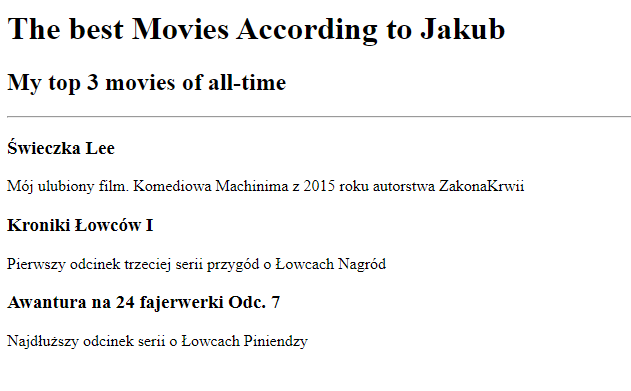 The best Movies According to Jakub
My top 3 movies of all-time
Świeczka Lee
Mój ulubiony film. Komediowa Machinima z 2015 roku autorstwa ZakonaKrwii
Kroniki Łowców I
Pierwszy odcinek trzeciej serii przygód o Łowcach Nagród
Awantura na 24 fajerwerki Odc. 7
Najdłuższy odcinek serii o Łowcach Piniendzy